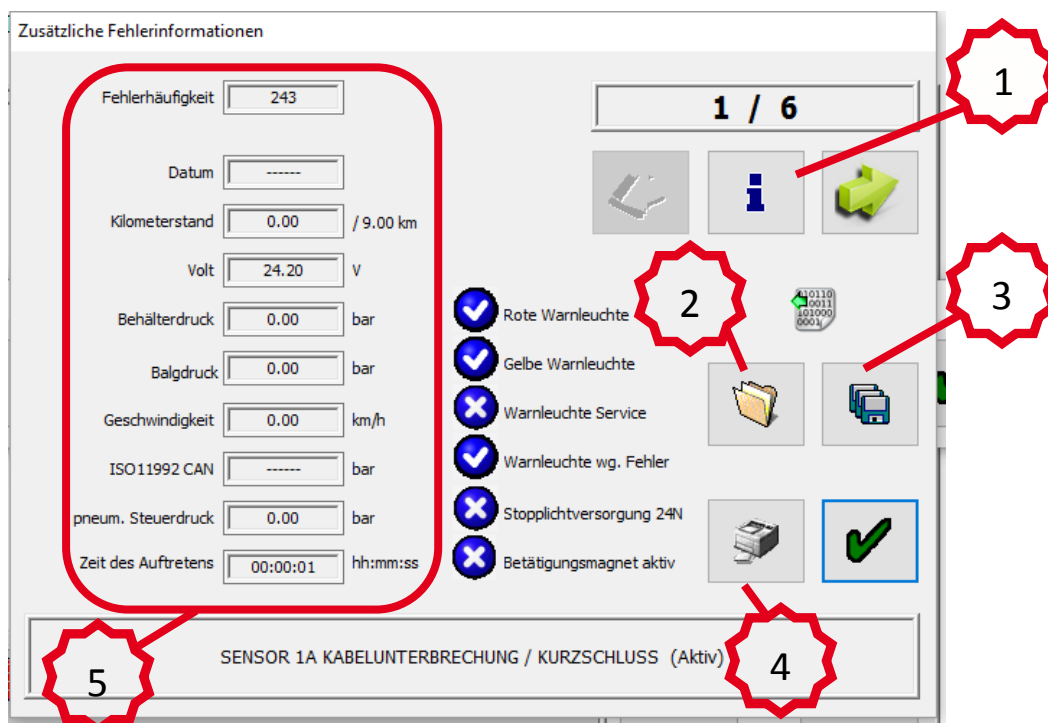 Zusätzliche Fehlerinformationen
Fehlerhäufigkeit 243
1 / 6
1
Datum ------
Kilometerstand 0.00 / 9.00 km
Volt 24.20 V
Behälterdruck 0.00 bar
Balgdruck 0.00 bar
Geschwindigkeit 0.00 km/h
ISO11992 CAN ------ bar
pneum. Steuerdruck 0.00 bar
Zeit des Auftretens 00:00:01 hh:mm:ss
Rote Warnleuchte
Gelbe Warnleuchte
Warnleuchte Service
Warnleuchte wg. Fehler
Stopplichtversorgung 24N
Betätigungsmagnet aktiv
2
3
SENSOR 1A KABELUNTERBRECHUNG / KURZSCHLUSS (Aktiv)
4
5